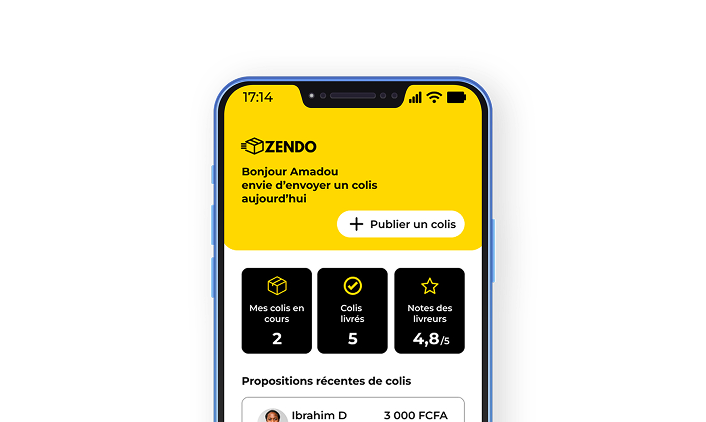 17:14
ZENDO
Bonjour Amadou
envie d’envoyer un colis
aujourd’hui
Publier un colis
Mes colis en
cours
2
Colis
livrés
5
Notes des
livreurs
4,8/5
Propositions récentes de colis
Ibrahim D 3 000 FCFA